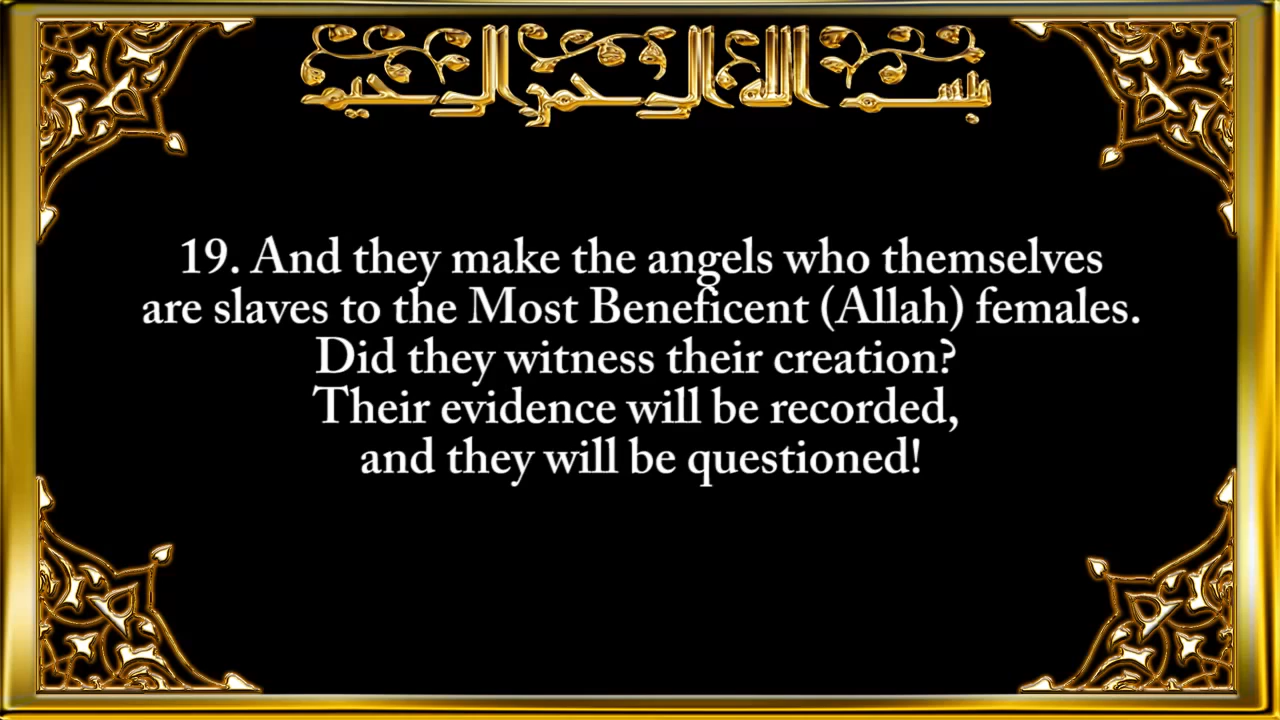 بسم الله الرحمن الرحيم
19. And they make the angels who themselves
are slaves to the Most Beneficent (Allah) females.
Did they witness their creation?
Their evidence will be recorded,
and they will be questioned!